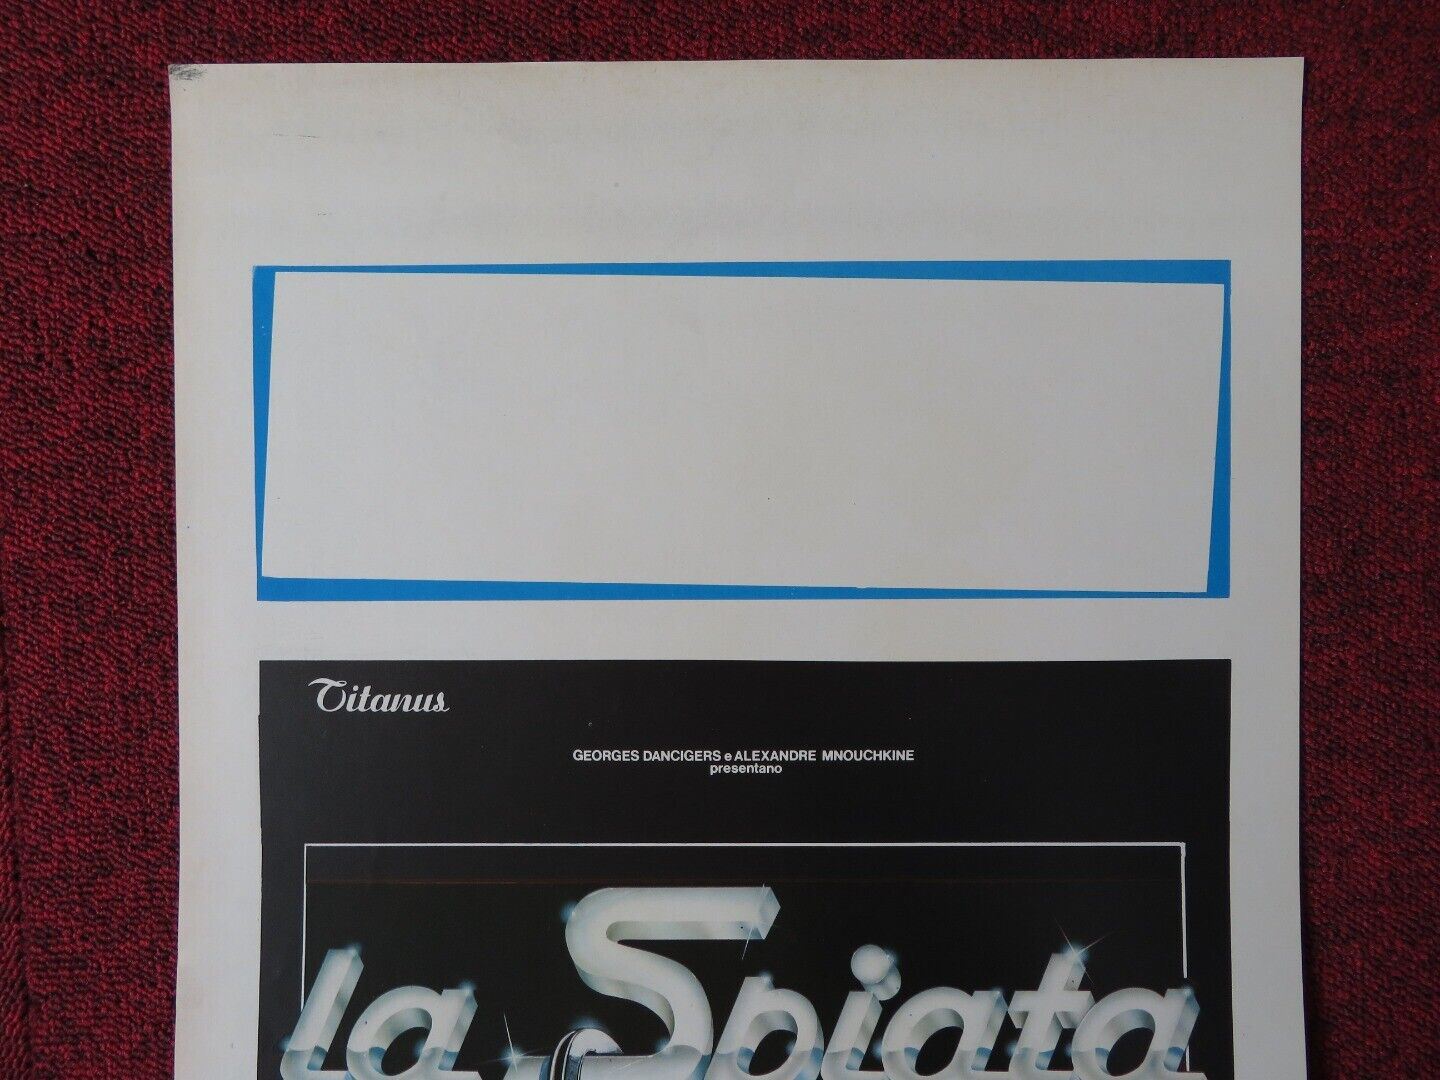 Titanus
GEORGES DANCIGERS e ALEXANDRE MNOUCHKINE
presentano
la Spiata